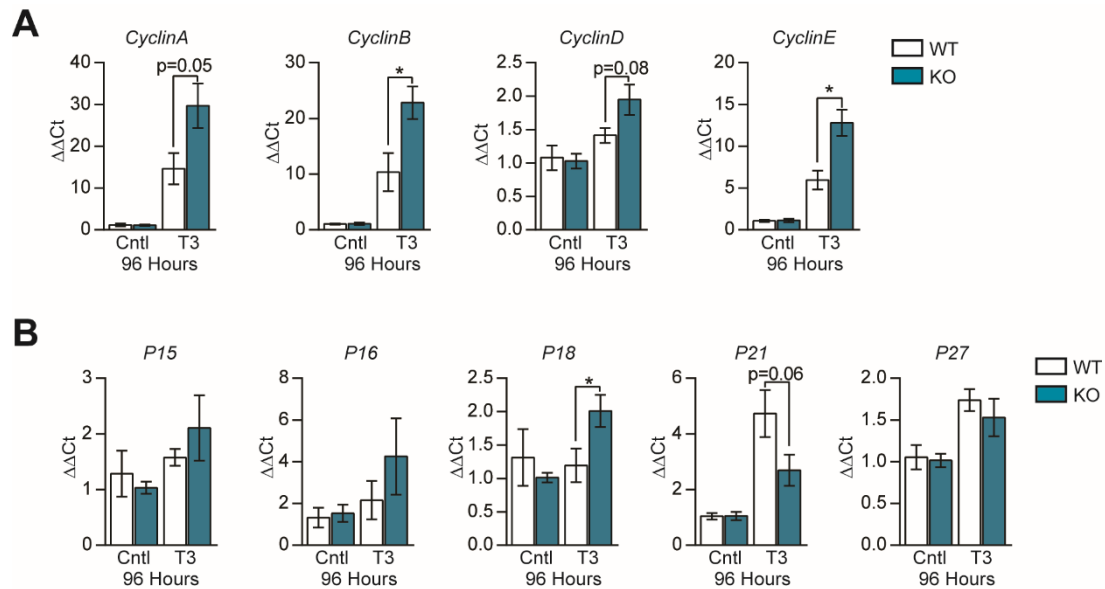 A
CyclinA
CyclinB
CyclinD
CyclinE
WT
KO
p=0.05
*
p=0.08
*
ΔΔCt
40
30
20
10
0
ΔΔCt
30
20
10
0
ΔΔCt
2.5
2.0
1.5
1.0
0.5
0.0
ΔΔCt
20
15
10
5
0
Cntl T3
96 Hours
Cntl T3
96 Hours
Cntl T3
96 Hours
Cntl T3
96 Hours
B
P15
P16
P18
P21
P27
WT
KO
*
p=0.06
ΔΔCt
3
2
1
0
ΔΔCt
8
6
4
2
0
ΔΔCt
2.5
2.0
1.5
1.0
0.5
0.0
ΔΔCt
6
4
2
0
ΔΔCt
2.0
1.5
1.0
0.5
0.0
Cntl T3
96 Hours
Cntl T3
96 Hours
Cntl T3
96 Hours
Cntl T3
96 Hours
Cntl T3
96 Hours